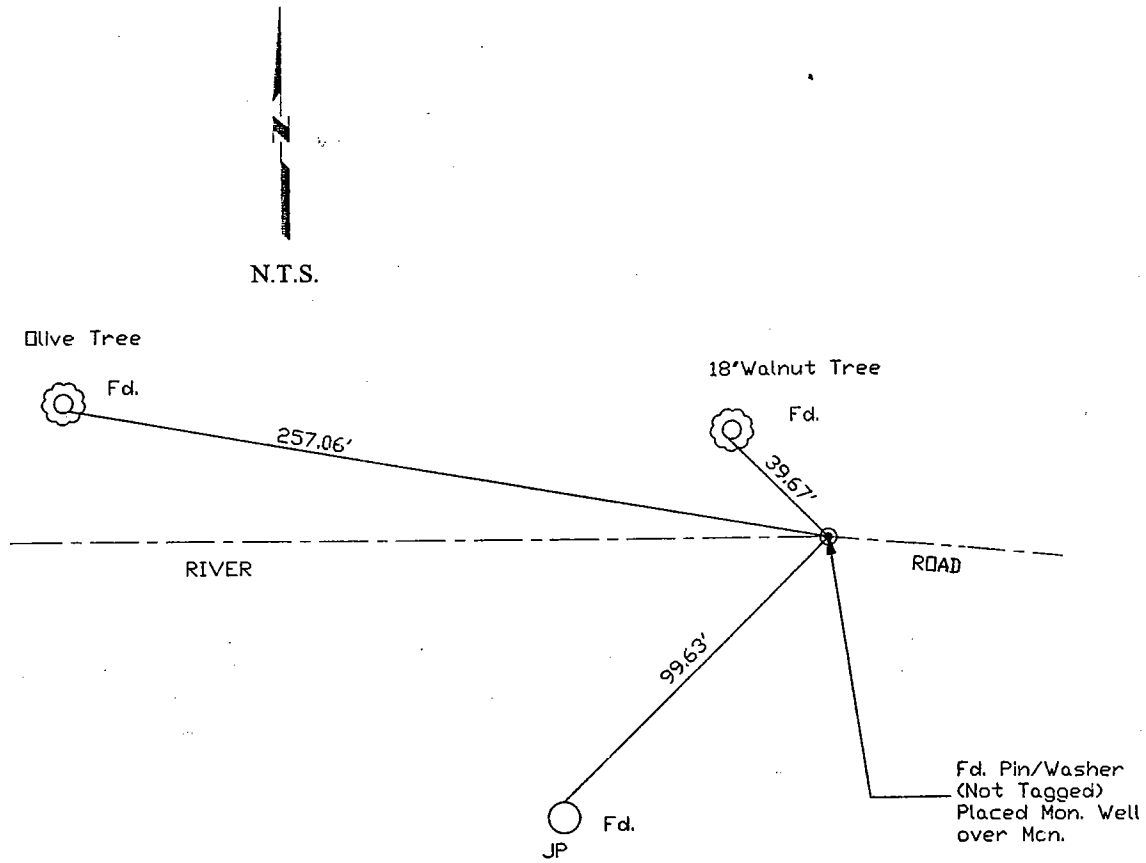 N
N.T.S.
Olive Tree
Fd.
18"Walnut Tree
Fd.
257.06'
39.67'
RIVER
ROAD
99.63'
Fd. Pin/Washer
(Not Tagged)
Placed Mon. Well
over Mon.
Fd.
JP